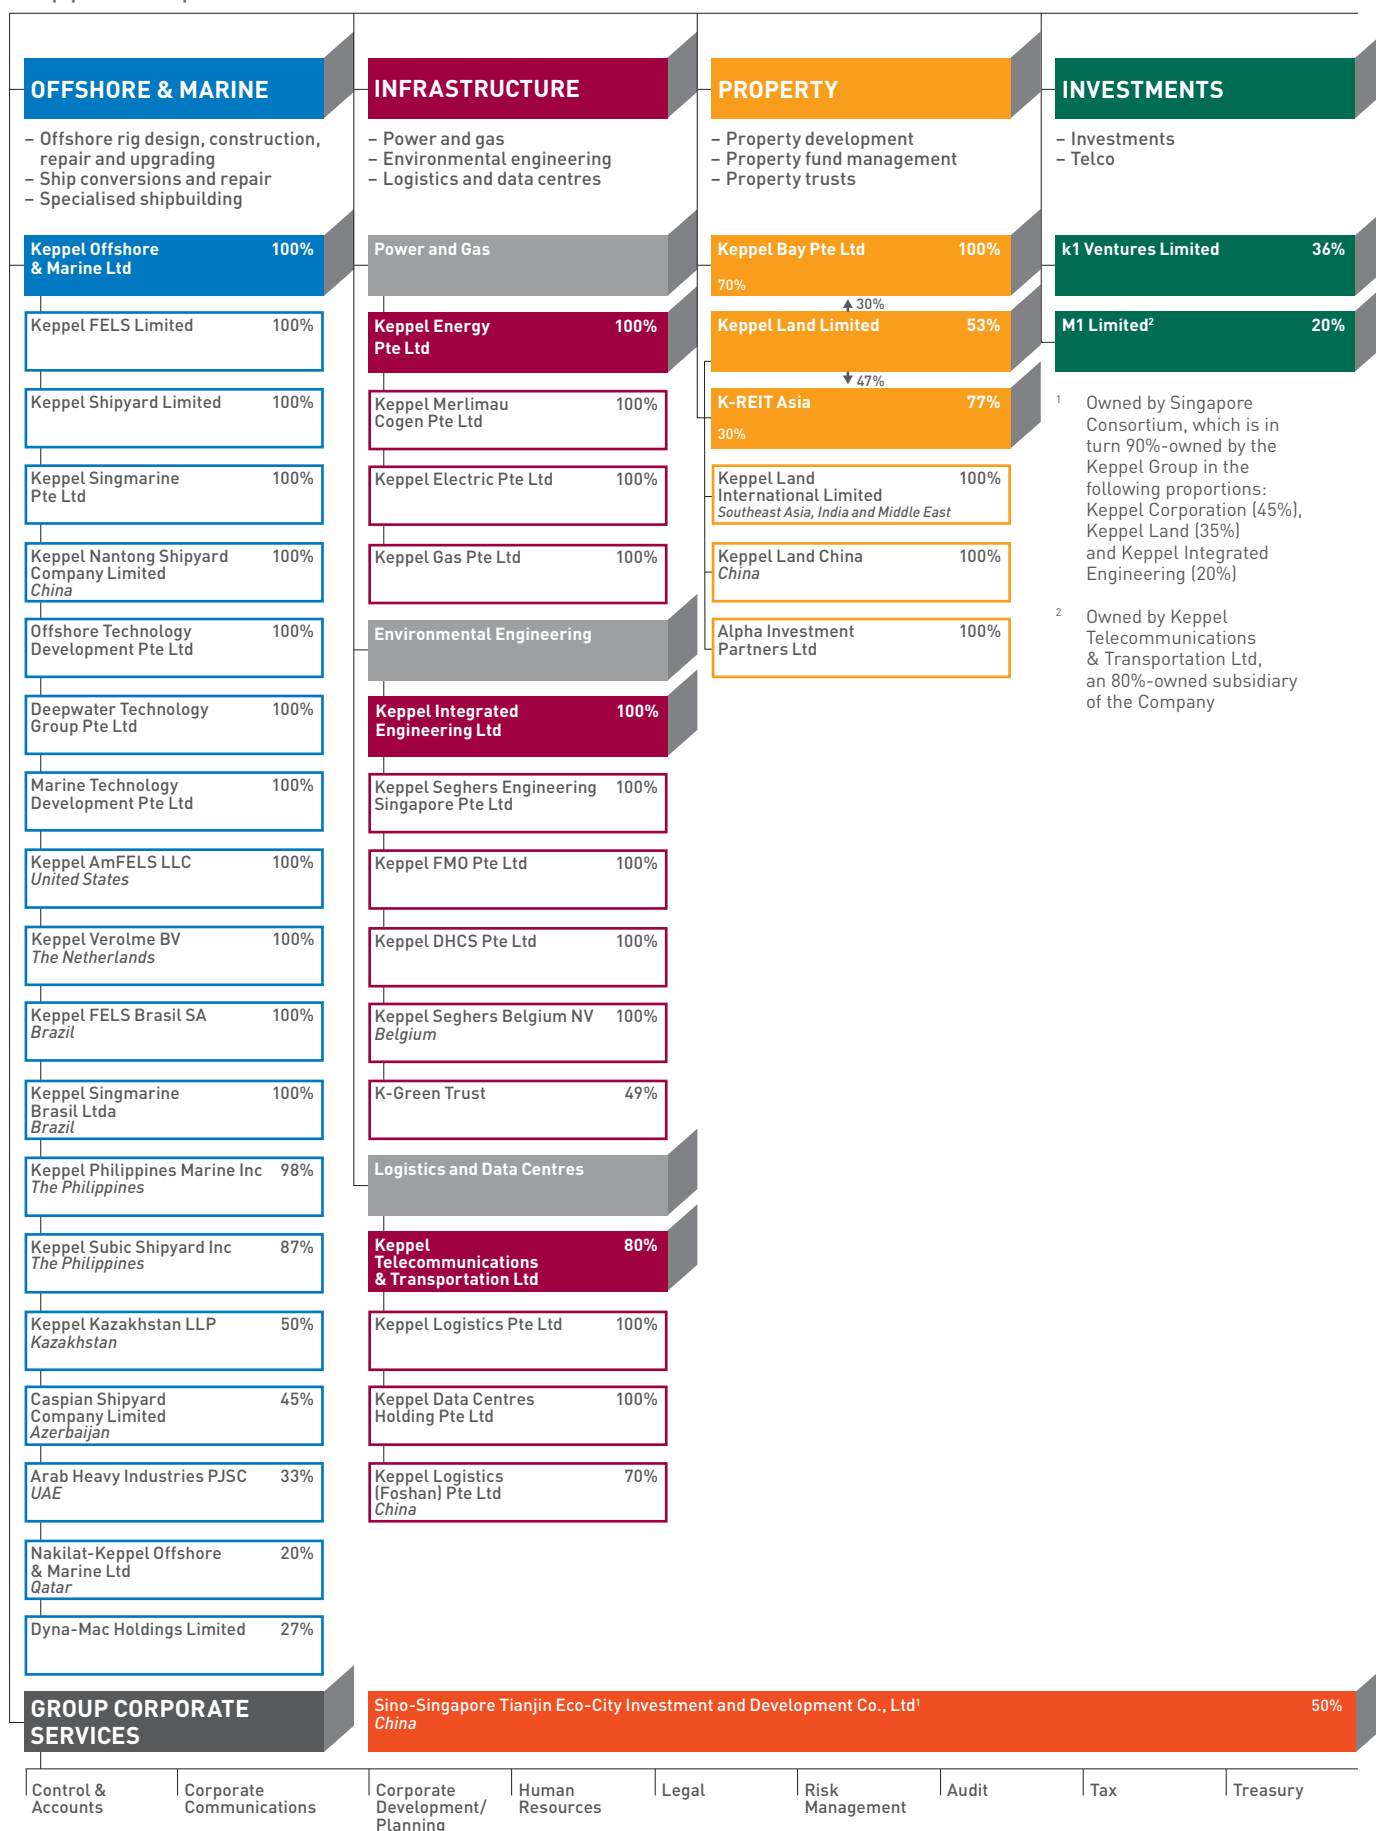 OFFSHORE & MARINE
– Offshore rig design, construction,
repair and upgrading
– Ship conversions and repair
– Specialised shipbuilding
Keppel Offshore 100%
& Marine Ltd
Keppel FELS Limited 100%
Keppel Shipyard Limited 100%
Keppel Singmarine 100%
Pte Ltd
Keppel Nantong Shipyard 100%
Company Limited
China
Offshore Technology 100%
Development Pte Ltd
Deepwater Technology 100%
Group Pte Ltd
Marine Technology 100%
Development Pte Ltd
Keppel AmFELS LLC 100%
United States
Keppel Verolme BV 100%
The Netherlands
Keppel FELS Brasil SA 100%
Brazil
Keppel Singmarine 100%
Brasil Ltda
Brazil
Keppel Philippines Marine Inc 98%
The Philippines
Keppel Subic Shipyard Inc 87%
The Philippines
Keppel Kazakhstan LLP 50%
Kazakhstan
Caspian Shipyard 45%
Company Limited
Azerbaijan
Arab Heavy Industries PJSC 33%
UAE
Nakilat-Keppel Offshore 20%
& Marine Ltd
Qatar
Dyna-Mac Holdings Limited 27%
INFRASTRUCTURE
– Power and gas
– Environmental engineering
– Logistics and data centres
Power and Gas
Keppel Energy 100%
Pte Ltd
Keppel Merlimau 100%
Cogen Pte Ltd
Keppel Electric Pte Ltd 100%
Keppel Gas Pte Ltd 100%
Environmental Engineering
Keppel Integrated 100%
Engineering Ltd
Keppel Seghers Engineering 100%
Singapore Pte Ltd
Keppel FMO Pte Ltd 100%
Keppel DHCS Pte Ltd 100%
Keppel Seghers Belgium NV 100%
Belgium
K-Green Trust 49%
Logistics and Data Centres
Keppel 80%
Telecommunications
& Transportation Ltd
Keppel Logistics Pte Ltd 100%
Keppel Data Centres 100%
Holding Pte Ltd
Keppel Logistics 70%
(Foshan) Pte Ltd
China
PROPERTY
– Property development
– Property fund management
– Property trusts
Keppel Bay Pte Ltd 100%
70%
30%
Keppel Land Limited 53%
47%
K-REIT Asia 77%
30%
Keppel Land 100%
International Limited
Southeast Asia, India and Middle East
Keppel Land China 100%
China
Alpha Investment 100%
Partners Ltd
INVESTMENTS
– Investments
– Telco
k1 Ventures Limited 36%
M1 Limited2 20%
1 Owned by Singapore
Consortium, which is in
turn 90%-owned by the
Keppel Group in the
following proportions:
Keppel Corporation (45%),
Keppel Land (35%)
and Keppel Integrated
Engineering (20%)
2 Owned by Keppel
Telecommunications
& Transportation Ltd,
an 80%-owned subsidiary
of the Company
GROUP CORPORATE
SERVICES
Sino-Singapore Tianjin Eco-City Investment and Development Co., Ltd1 50%
China
Control &
Accounts
Corporate
Communications
Corporate
Development/
Planning
Human
Resources
Legal
Risk
Management
Audit
Tax
Treasury